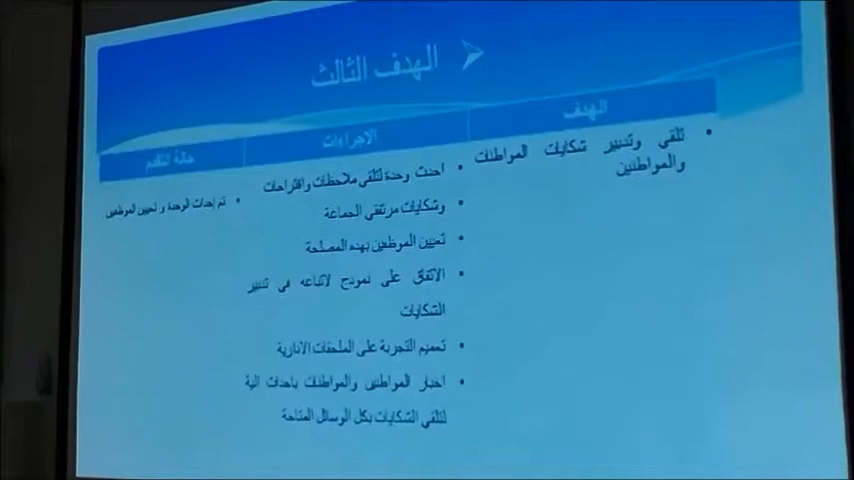 الهدف الثالث
الهدف
الاجراءات
حالة التقدم
تلقي وتدبير شكايات المواطنات
والمواطنين
احدث وحدة لتلقي ملاحظات واقتراحات
وشكايات مرتفقي الجماعة
تعيين الموظفين بهذه المصلحة
الاتفاق على نموذج لاتباعه في تدبير
الشكايات
تعميم التجربة على الملحقات الادارية
اخبار المواطنين والمواطنات باحداث الية
لتلقي الشكايات بكل الوسائل المتاحة
تم إحداث الوحدة و تعيين الموظفين